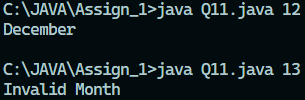 C:\JAVA\Assign_1>java Q11.java 12
December
C:\JAVA\Assign_1>java Q11.java 13
Invalid Month